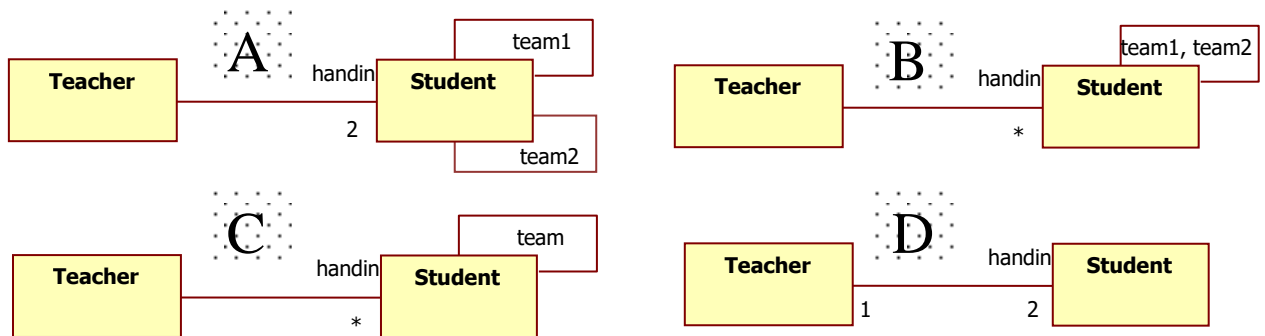 A
team1
Teacher
handin
Student
2
team2
B
team1, team2
Teacher
handin
Student
*
C
team
Teacher
handin
Student
*
D
Teacher
handin
Student
1
2